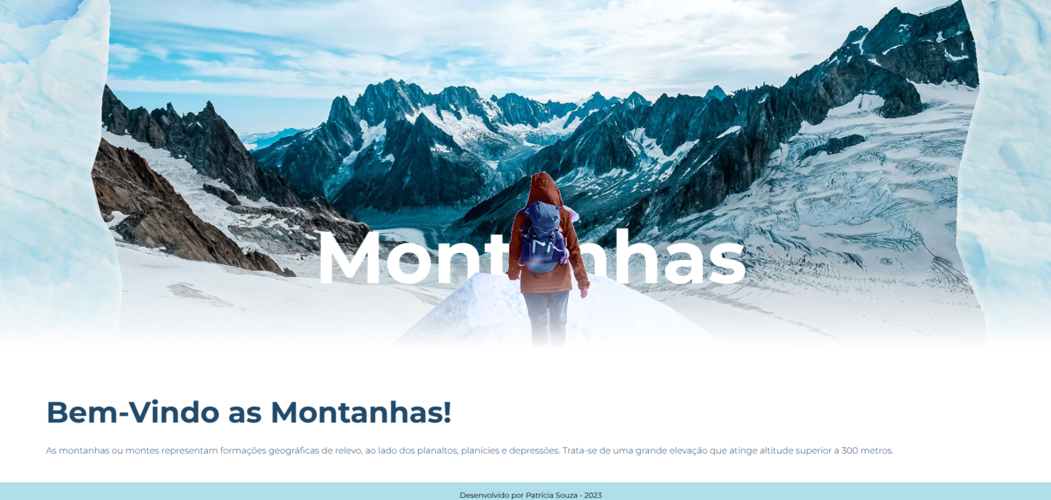 Montanhas
Bem-Vindo as Montanhas!
As montanhas ou montes representam formações geográficas de relevo, ao lado dos planaltos, planícies e depressões. Trata-se de uma grande elevação que atinge altitude superior a 300 metros.
Desenvolvido por Patrícia Souza - 2023